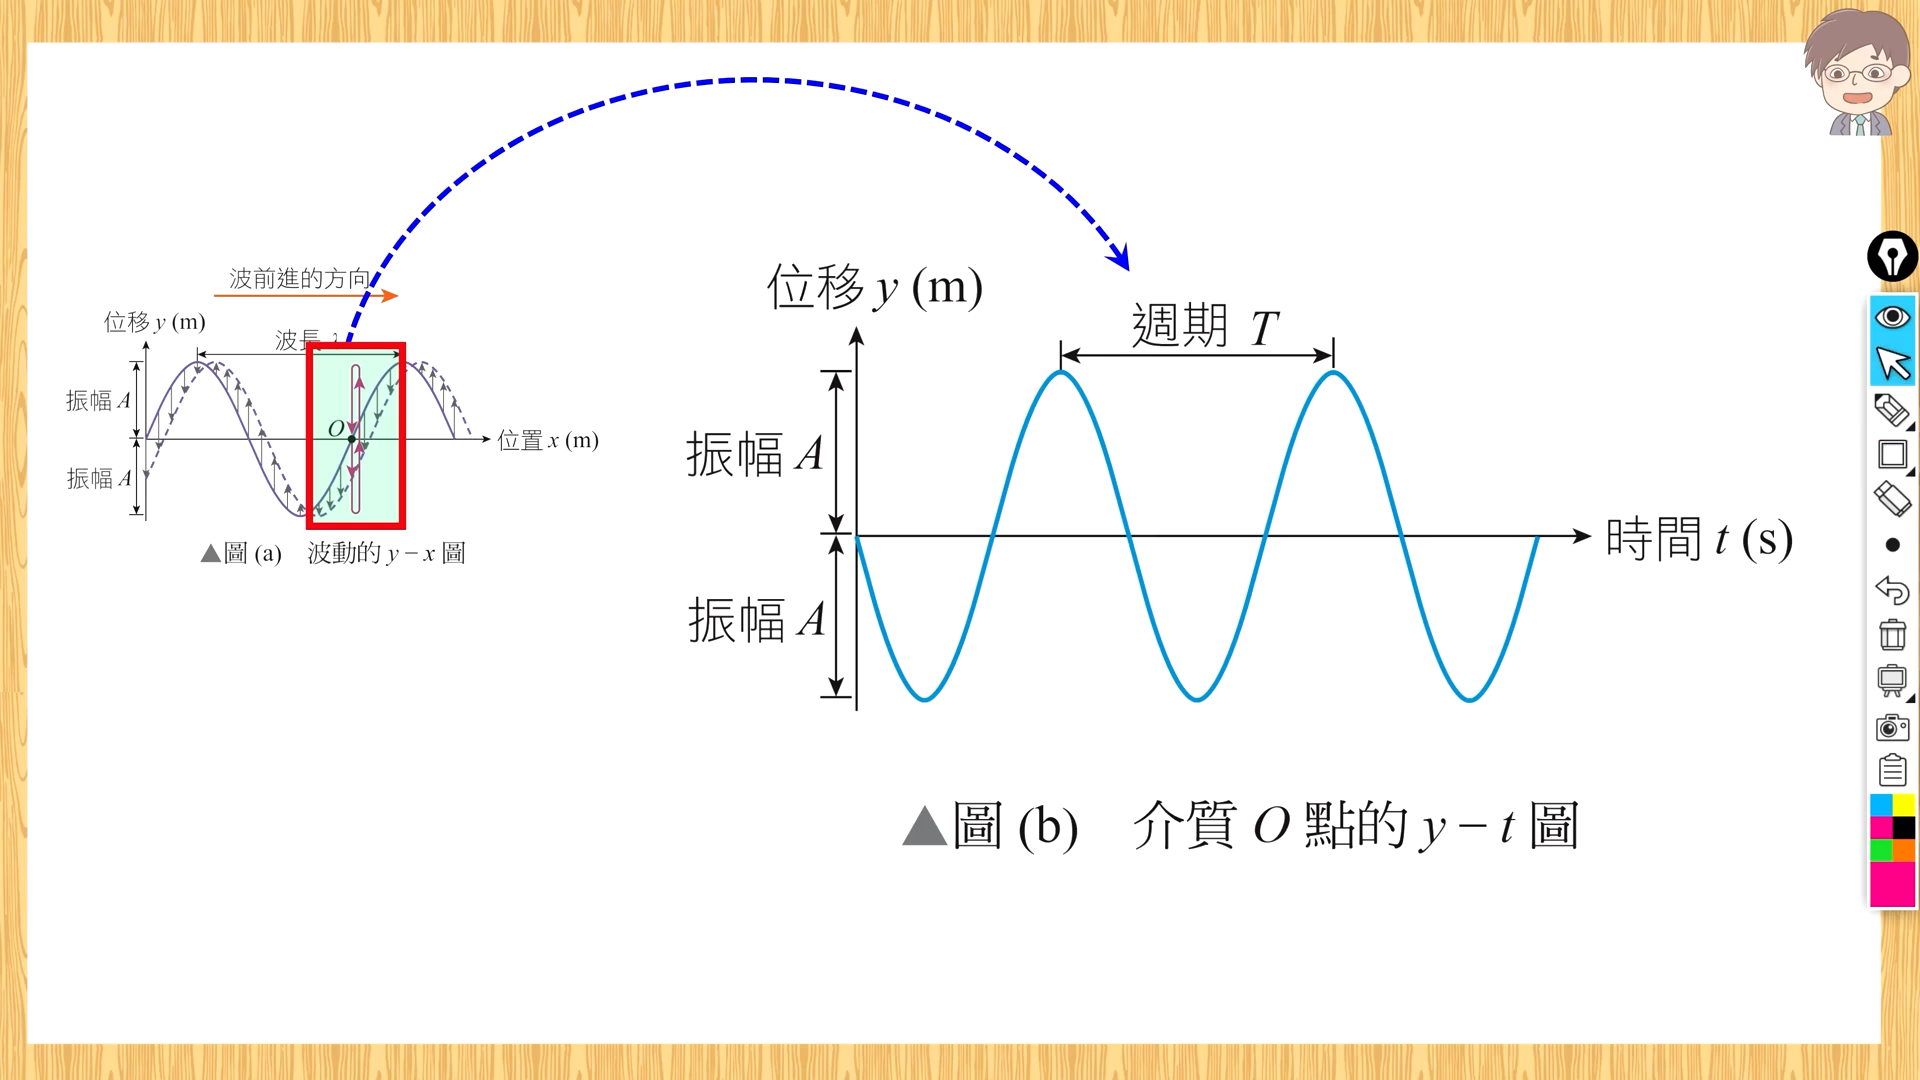 波前進的方向
位移 y (m)
波長
振幅 A
O
位置 x (m)
振幅 A
▲圖 (a) 波動的 y – x 圖
位移 y (m)
週期 T
振幅 A
時間 t (s)
振幅 A
▲圖 (b) 介質 O 點的 y – t 圖